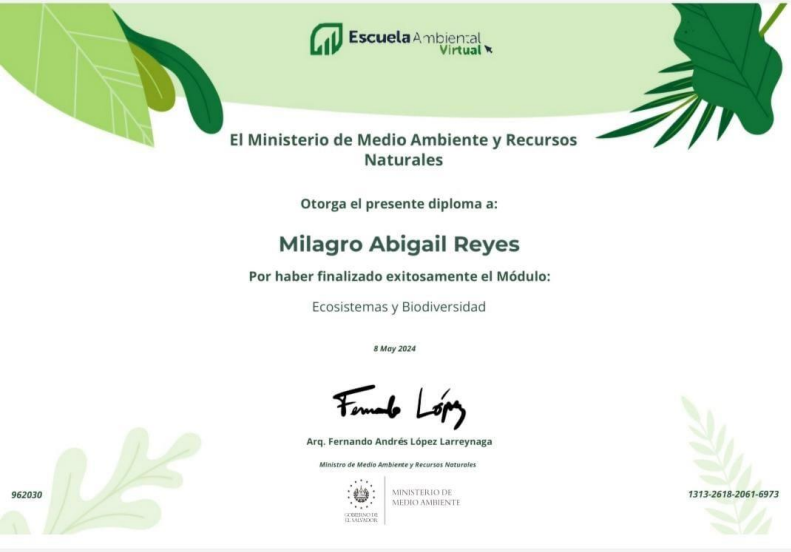 Escuela Ambiental
Virtual
El Ministerio de Medio Ambiente y Recursos
Naturales
Otorga el presente diploma a:
Milagro Abigail Reyes
Por haber finalizado exitosamente el Módulo:
Ecosistemas y Biodiversidad
8 May 2024
Fernando López
Arq. Fernando Andrés López Larreynaga
Ministro de Medio Ambiente y Recursos Naturales
962030
1313-2618-2061-6973
MINISTERIO DE
MEDIO AMBIENTE
GOBIERNO DE
EL SALVADOR